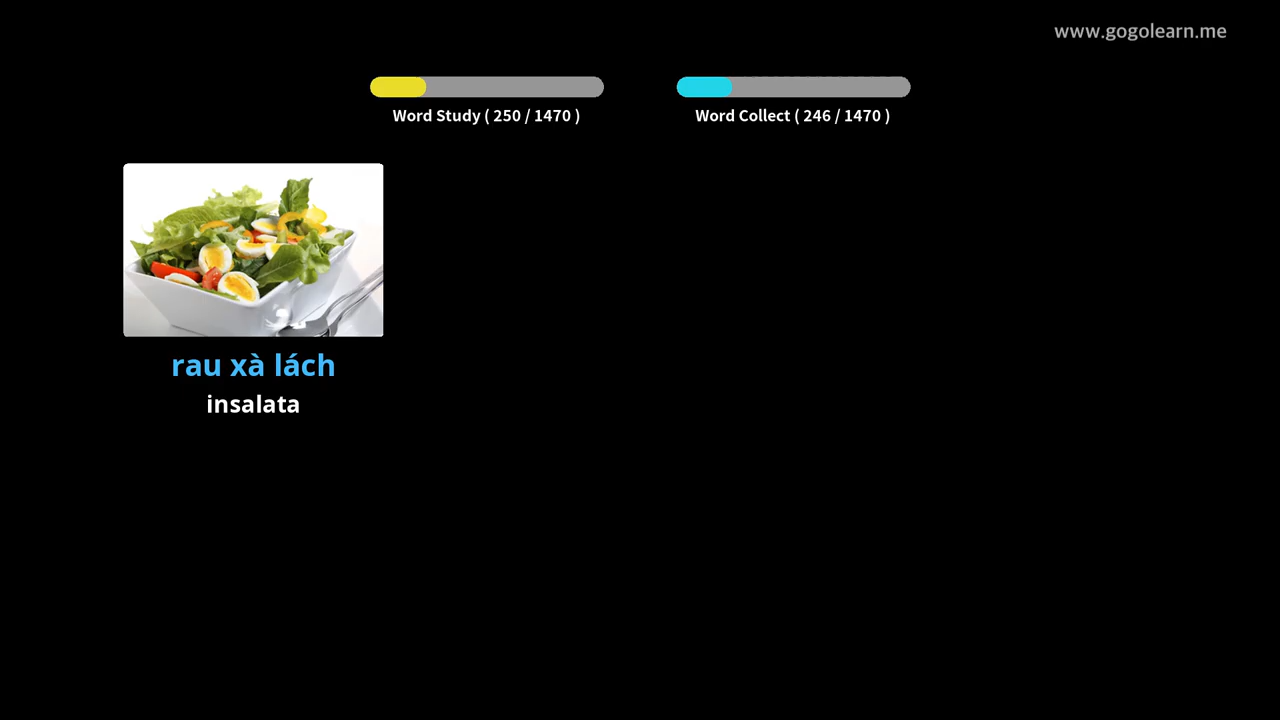 www.gogolearn.me
Word Study ( 250 / 1470 )
Word Collect ( 246 / 1470 )
rau xà lách
insalata